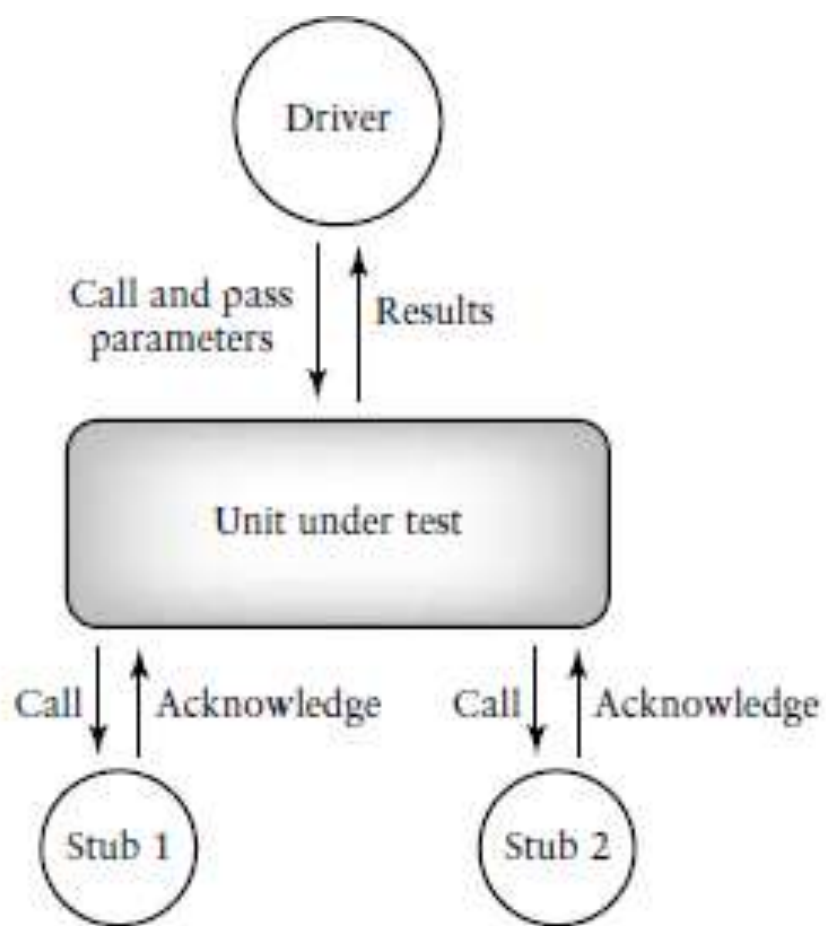 Driver
Call and pass
parameters
Results
Unit under test
Call
Acknowledge
Call
Acknowledge
Stub 1
Stub 2